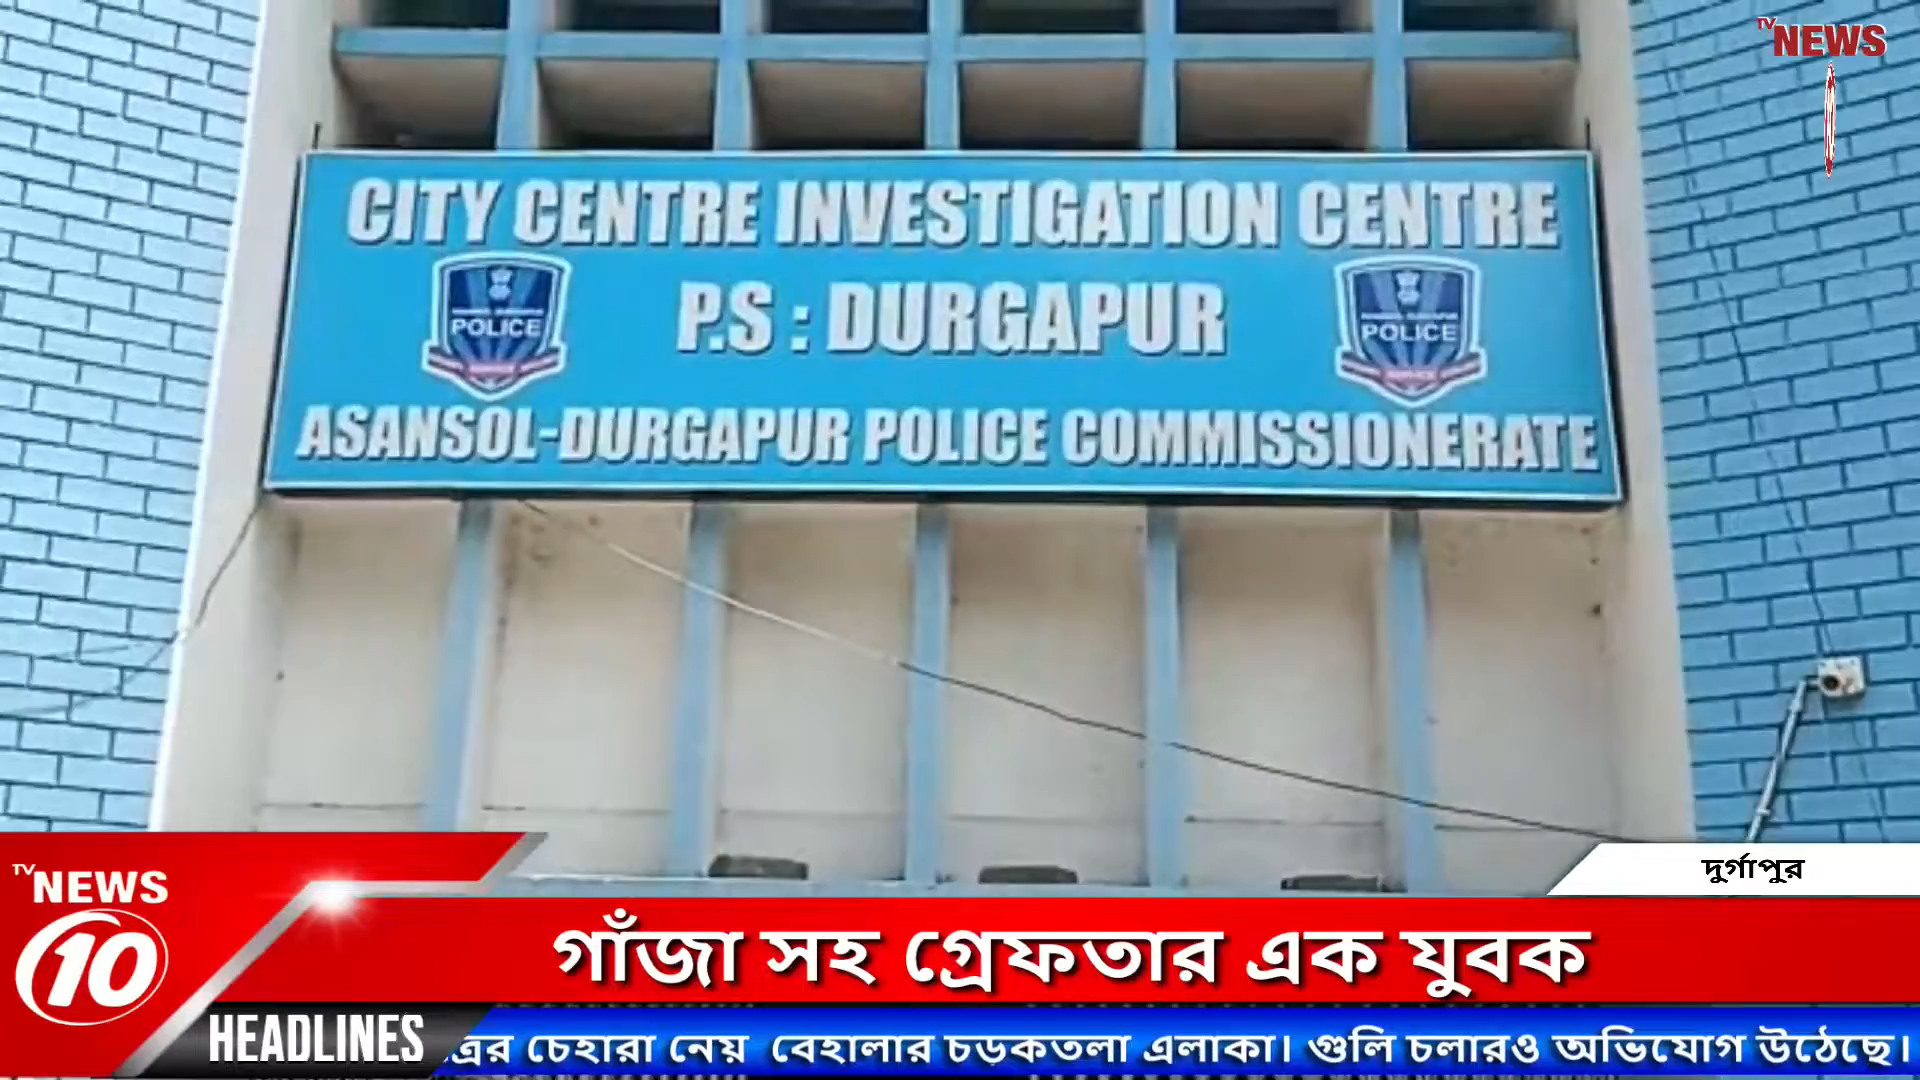 TV NEWS
CITY CENTRE INVESTIGATION CENTRE
P.S : DURGAPUR
POLICE
POLICE
ASANSOL-DURGAPUR POLICE COMMISSIONERATE
দুর্গাপুর
TV NEWS
10
গাঁজা সহ গ্রেফতার এক যুবক
HEADLINES
চেহারা নেয় বেহালার চড়কতলা এলাকা। গুলি চলারও অভিযোগ উঠেছে।